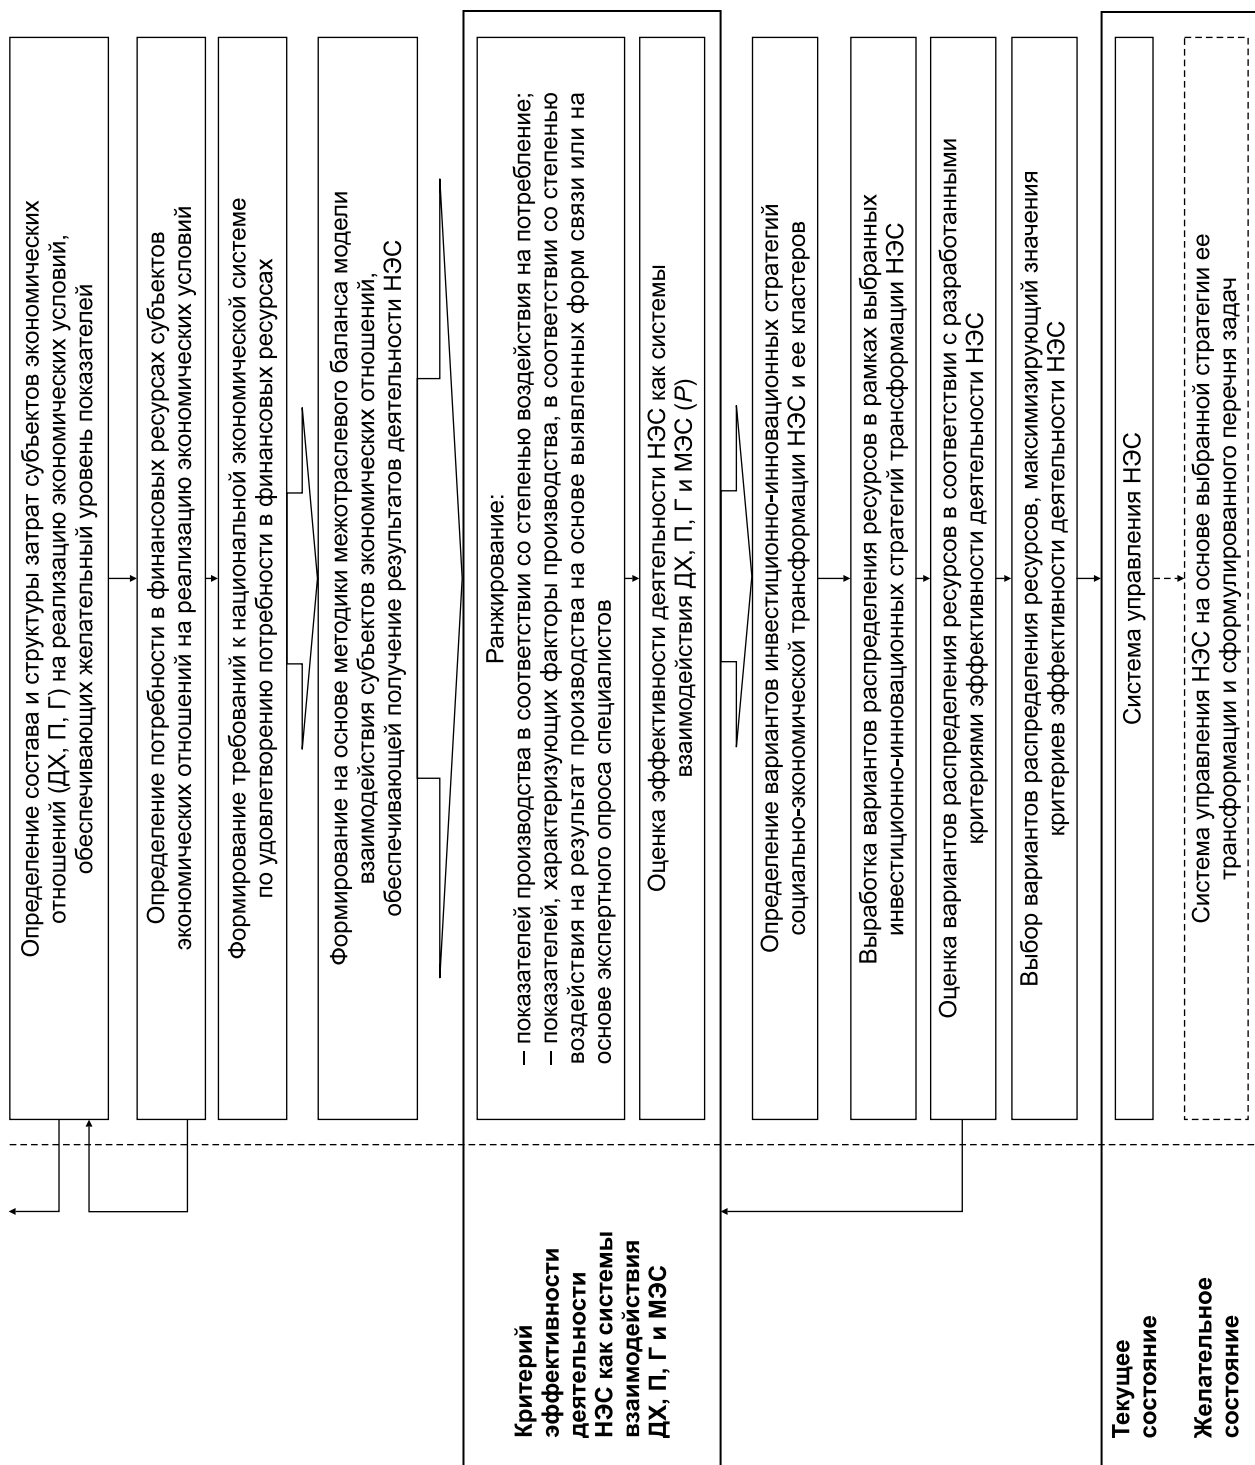 Определение состава и структуры затрат субъектов экономических
отношений (ДХ, П, Г) на реализацию экономических условий,
обеспечивающих желательный уровень показателей
Определение потребности в финансовых ресурсах субъектов
экономических отношений на реализацию экономических условий
Формирование требований к национальной экономической системе
по удовлетворению потребности в финансовых ресурсах
Формирование на основе методики межотраслевого баланса модели
взаимодействия субъектов экономических отношений,
обеспечивающей получение результатов деятельности НЭС
Критерий
эффективности
деятельности
НЭС как системы
взаимодействия
ДХ, П, Г и МЭС
Ранжирование:
– показателей производства в соответствии со степенью воздействия на потребление;
– показателей, характеризующих факторы производства, в соответствии со степенью
воздействия на результат производства на основе выявленных форм связи или на
основе экспертного опроса специалистов
Оценка эффективности деятельности НЭС как системы
взаимодействия ДХ, П, Г и МЭС (P)
Определение вариантов инвестиционно-инновационных стратегий
социально-экономической трансформации НЭС и ее кластеров
Выработка вариантов распределения ресурсов в рамках выбранных
инвестиционно-инновационных стратегий трансформации НЭС
Оценка вариантов распределения ресурсов в соответствии с разработанными
критериями эффективности деятельности НЭС
Выбор вариантов распределения ресурсов, максимизирующий значения
критериев эффективности деятельности НЭС
Текущее
состояние
Система управления НЭС
Желательное
состояние
Система управления НЭС на основе выбранной стратегии ее
трансформации и сформулированного перечня задач